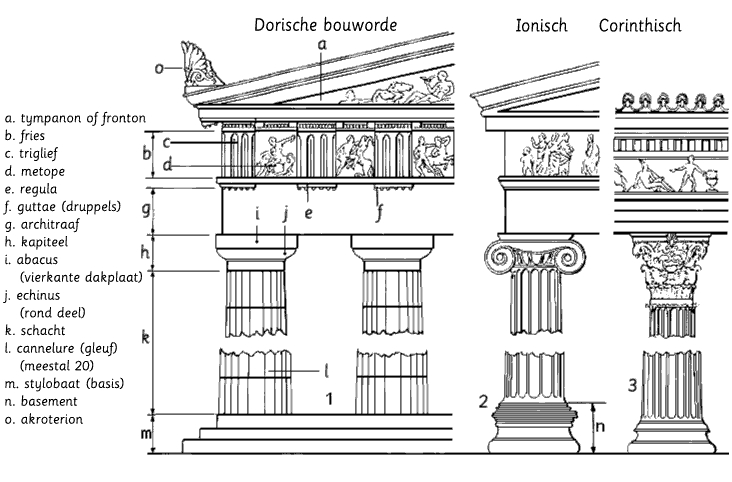 Dorische bouworde
Ionisch
Corinthisch
a
o
a. tympanon of fronton
b. fries
c. triglief
d. metope
e. regula
f. guttae (druppels)
g. architraaf
h. kapiteel
i. abacus
(vierkante dakplaat)
j. echinus
(rond deel)
k. schacht
l. cannelure (gleuf)
(meestal 20)
m. stylobaat (basis)
n. basement
o. akroterion
b
c
d
g
i
j
e
f
h
k
l
1
2
3
m
n